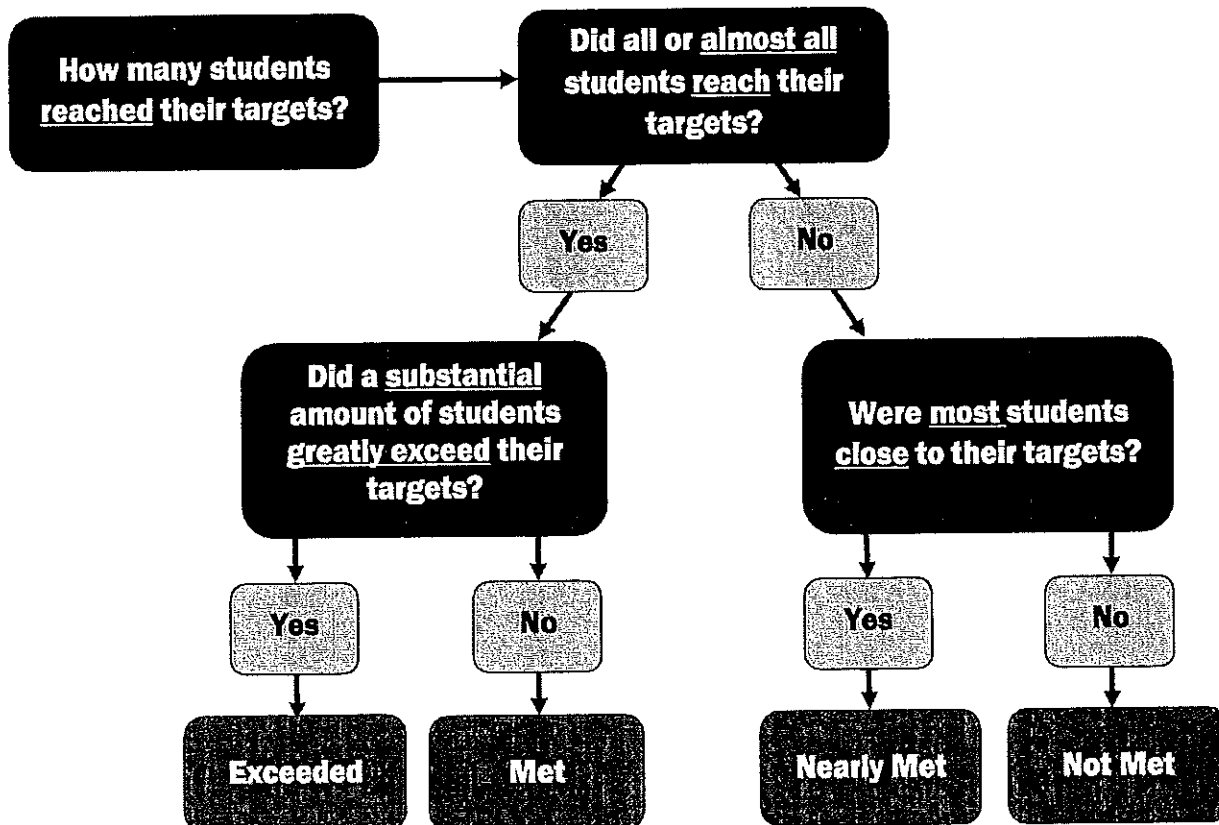 How many students
reached their targets?
Did all or almost all
students reach their
targets?
Yes
No
Did a substantial
amount of students
greatly exceed their
targets?
Were most students
close to their targets?
Yes
No
Yes
No
Exceeded
Met
Nearly Met
Not Met